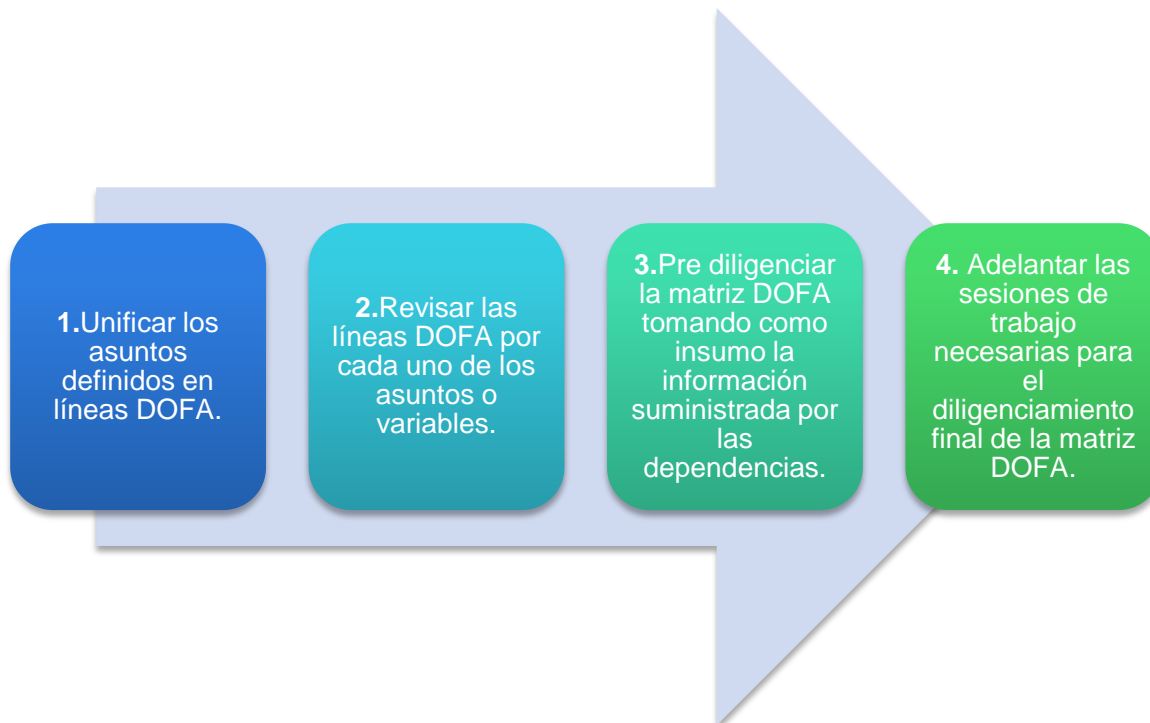 1.Unificar los
asuntos
definidos en
líneas DOFA.
2.Revisar las
líneas DOFA por
cada uno de los
asuntos o
variables.
3.Pre diligenciar
la matriz DOFA
tomando como
insumo la
información
suministrada por
las
dependencias.
4. Adelantar las
sesiones de
trabajo
necesarias para
el
diligenciamiento
final de la matriz
DOFA.